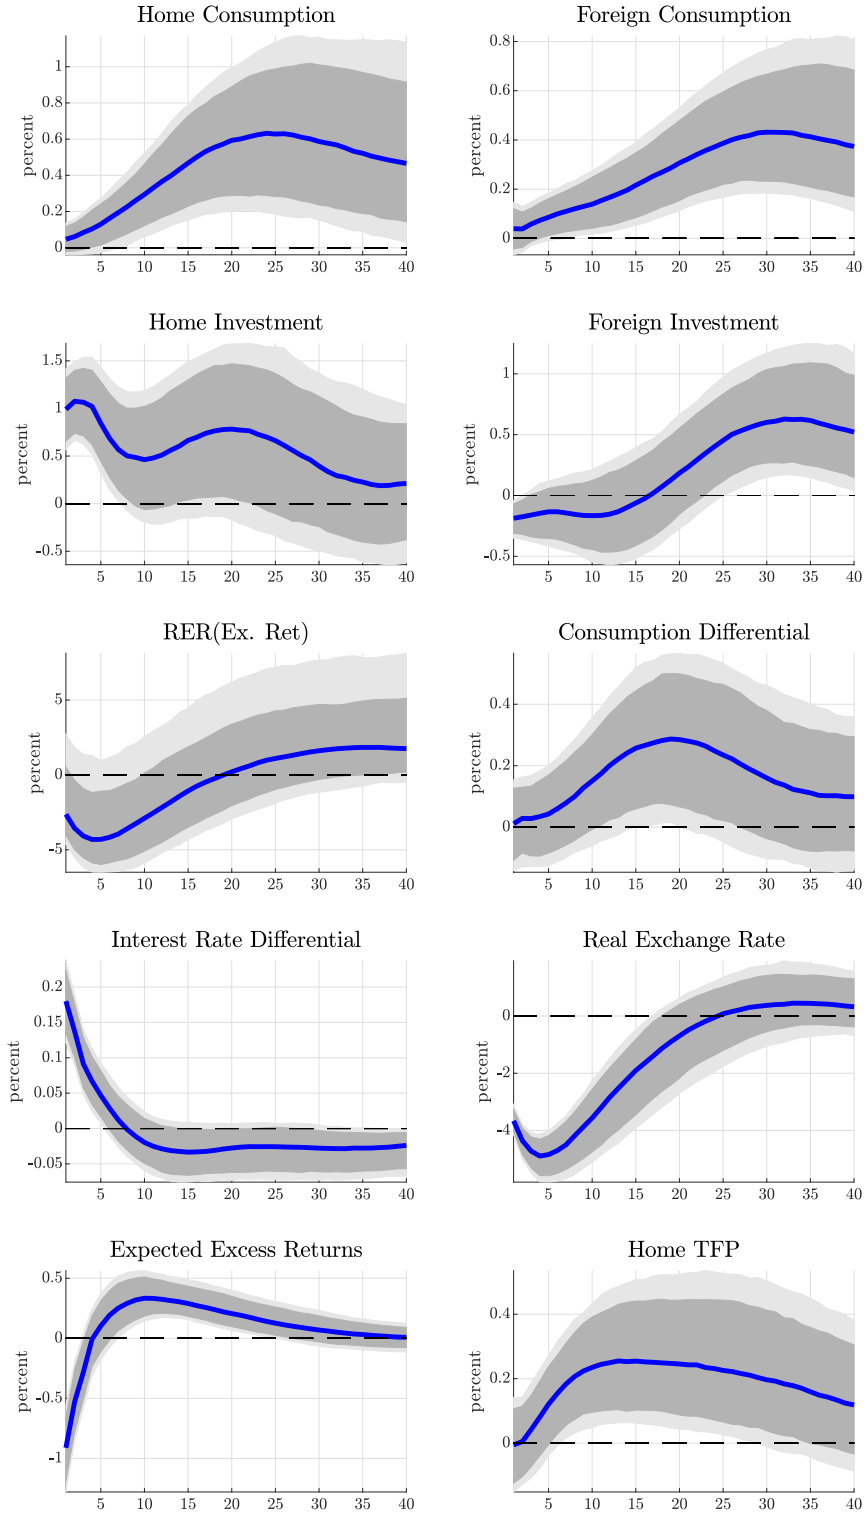 Home Consumption
percent
1
0.8
0.6
0.4
0.2
0
5 10 15 20 25 30 35 40
Foreign Consumption
percent
0.8
0.6
0.4
0.2
0
5 10 15 20 25 30 35 40
Home Investment
percent
1.5
1
0.5
0
-0.5
5 10 15 20 25 30 35 40
Foreign Investment
percent
1
0.5
0
-0.5
5 10 15 20 25 30 35 40
RER(Ex. Ret)
percent
5
0
-5
5 10 15 20 25 30 35 40
Consumption Differential
percent
0.4
0.2
0
5 10 15 20 25 30 35 40
Interest Rate Differential
percent
0.2
0.15
0.1
0.05
0
-0.05
5 10 15 20 25 30 35 40
Real Exchange Rate
percent
0
-2
-4
5 10 15 20 25 30 35 40
Expected Excess Returns
percent
0.5
0
-0.5
-1
5 10 15 20 25 30 35 40
Home TFP
percent
0.4
0.2
0
5 10 15 20 25 30 35 40